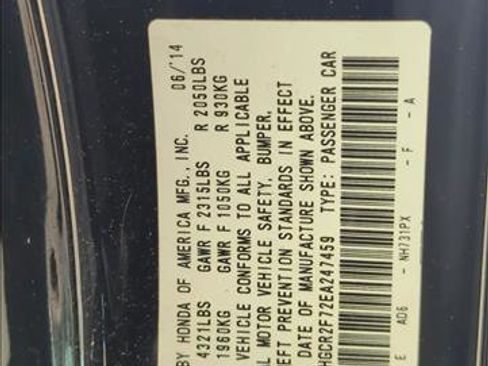 BY HONDA OF AMERICA MFG., INC. 06/'14
4321LBS GAWR F 2315LBS R 2050LBS
1960KG GAWR F 1050KG R 930KG
VEHICLE CONFORMS TO ALL APPLICABLE
MOTOR VEHICLE SAFETY, BUMPER,
PREVENTION STANDARDS IN EFFECT
DATE OF MANUFACTURE SHOWN ABOVE.
HGCR2F72EA247459 TYPE: PASSENGER CAR
E AD6 - NH731PX - F - A